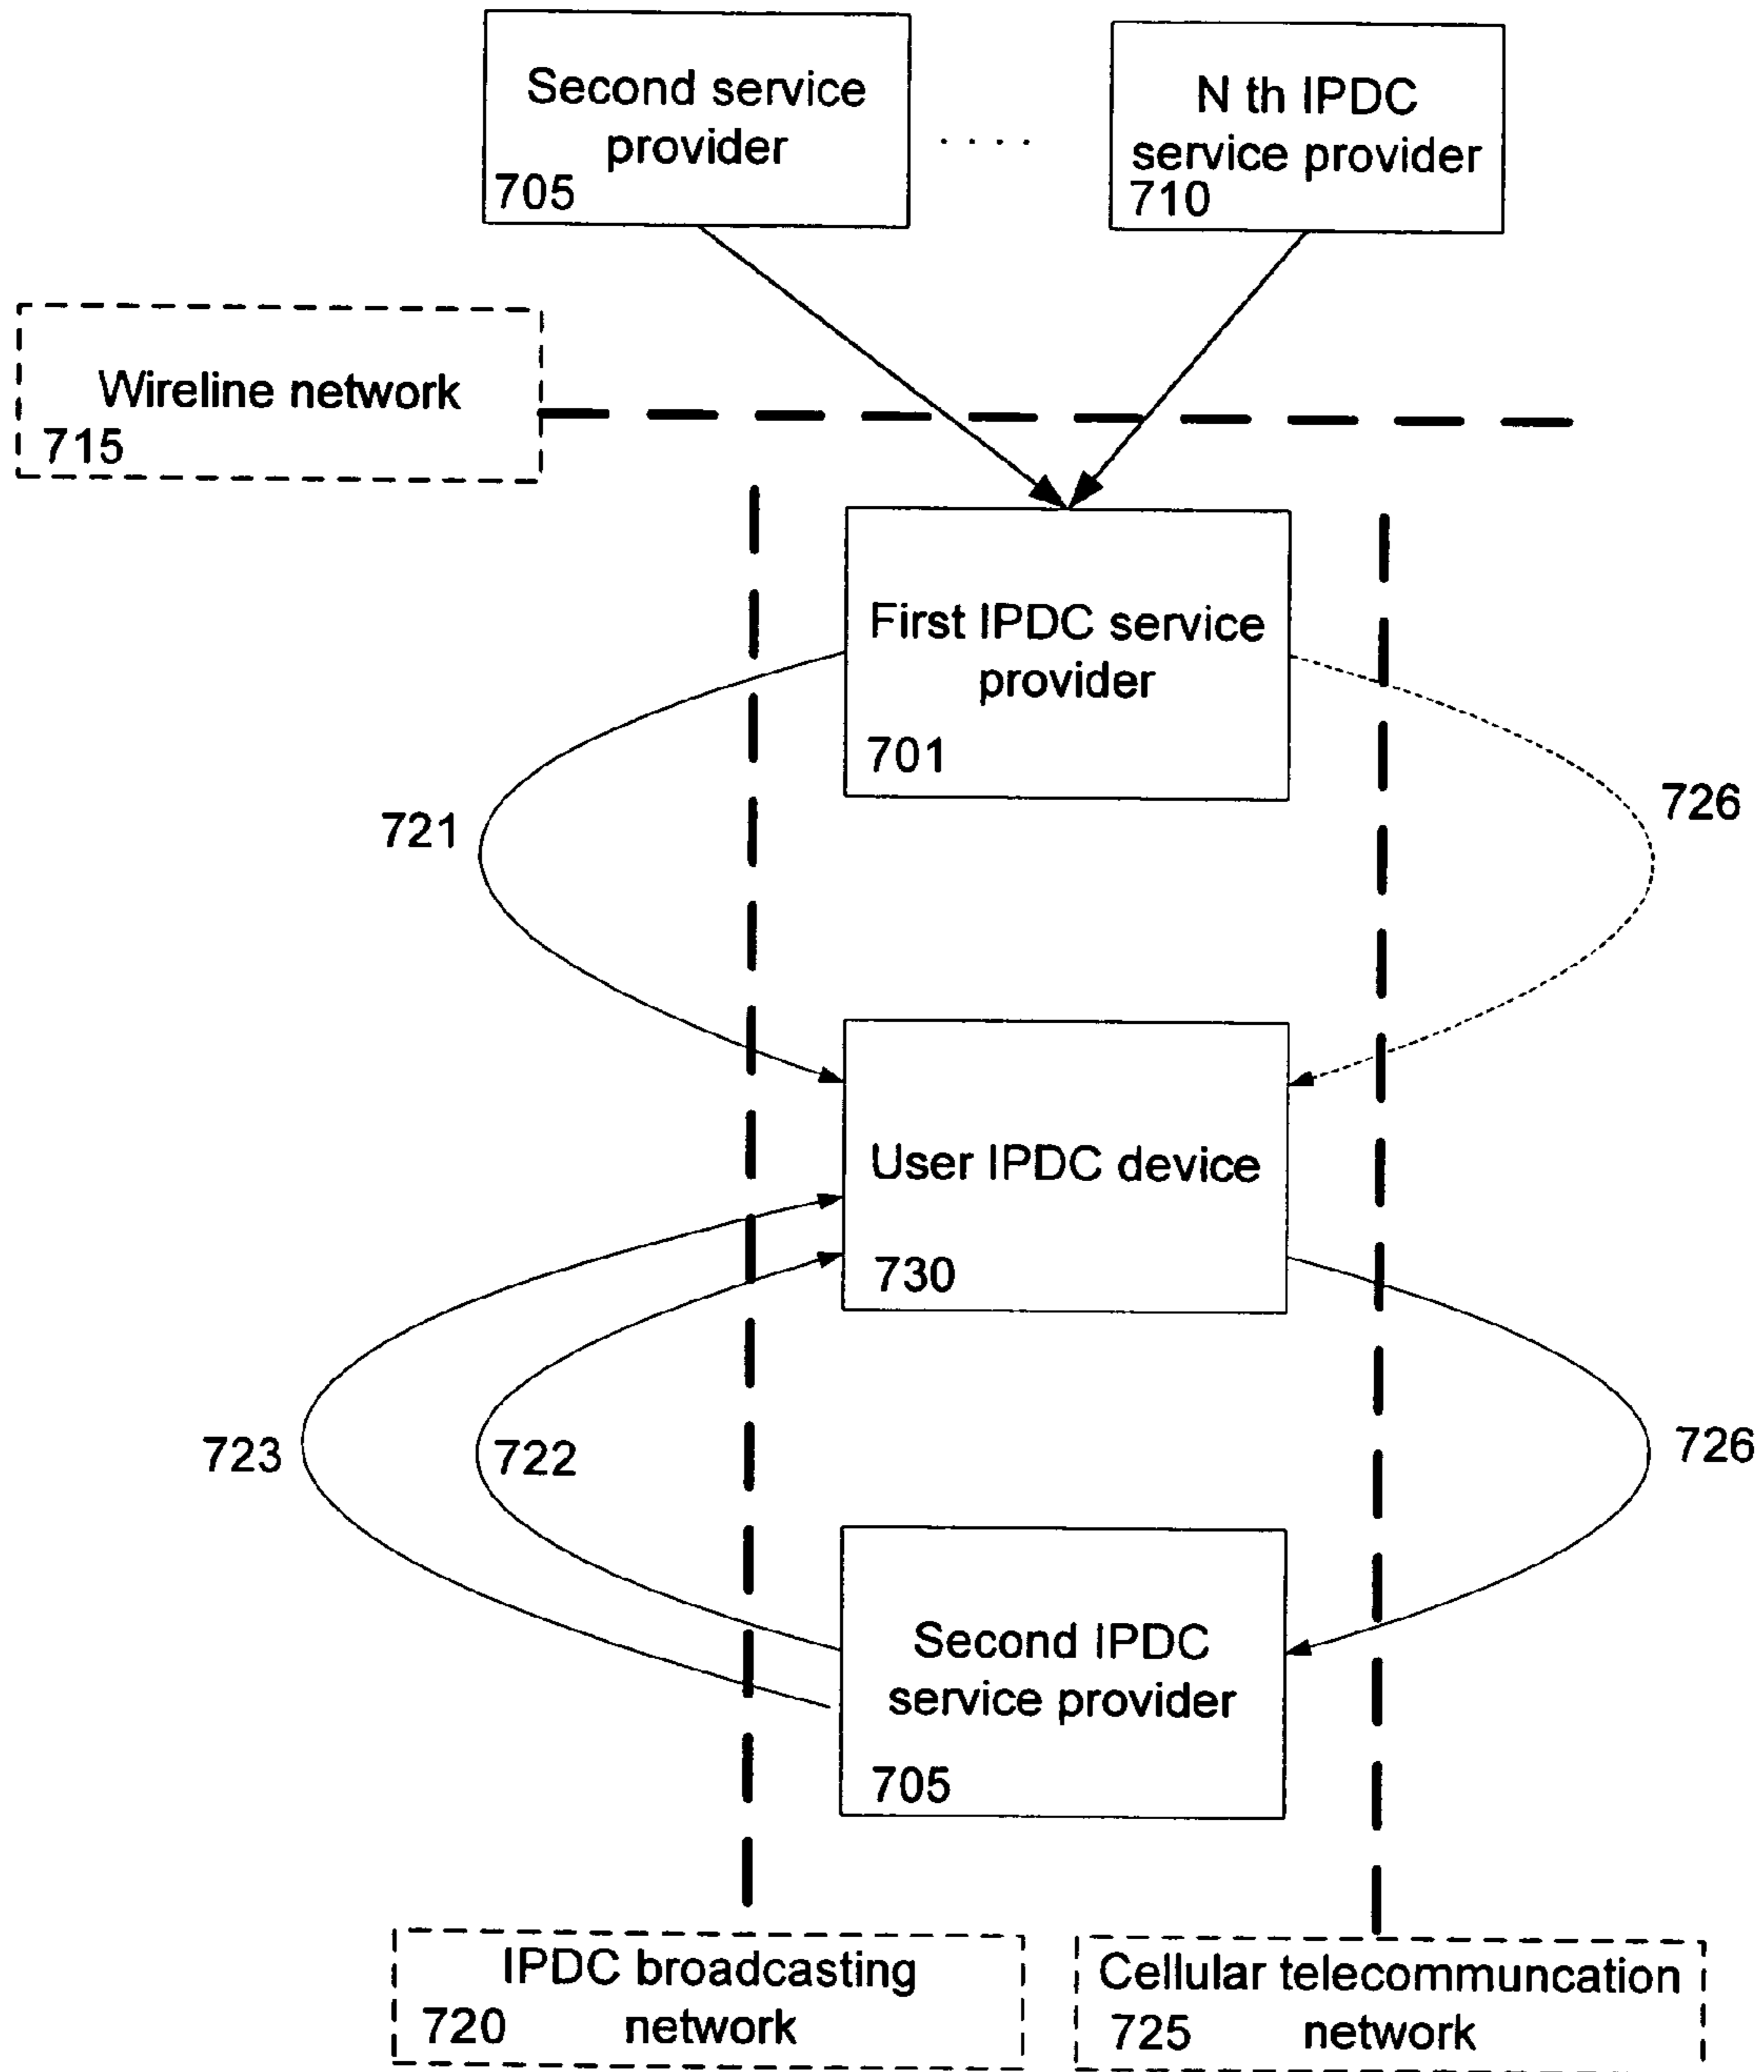 Second service
provider
705
. . . .
N th IPDC
service provider
710
Wireline network
715
First IPDC service
provider
701
721
726
User IPDC device
730
723
722
726
Second IPDC
service provider
705
IPDC broadcasting
720 network
Cellular telecommuncation
725 network